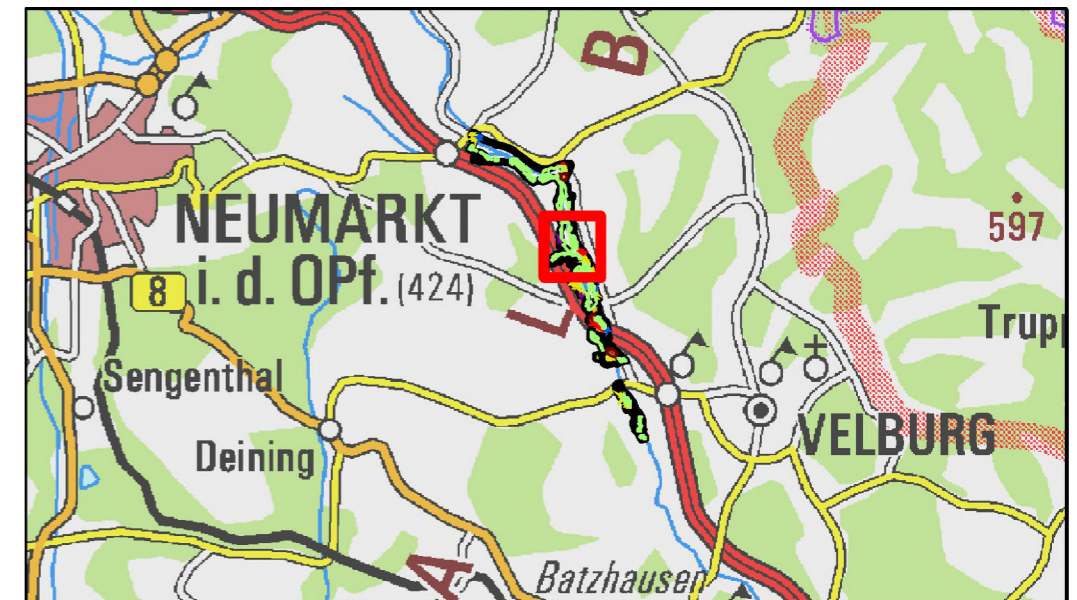 B
NEUMARKT
597
8 i. d. OPf. (424)
L
Trupp
Sengenthal
VELBURG
Deining
A
Batzhausen